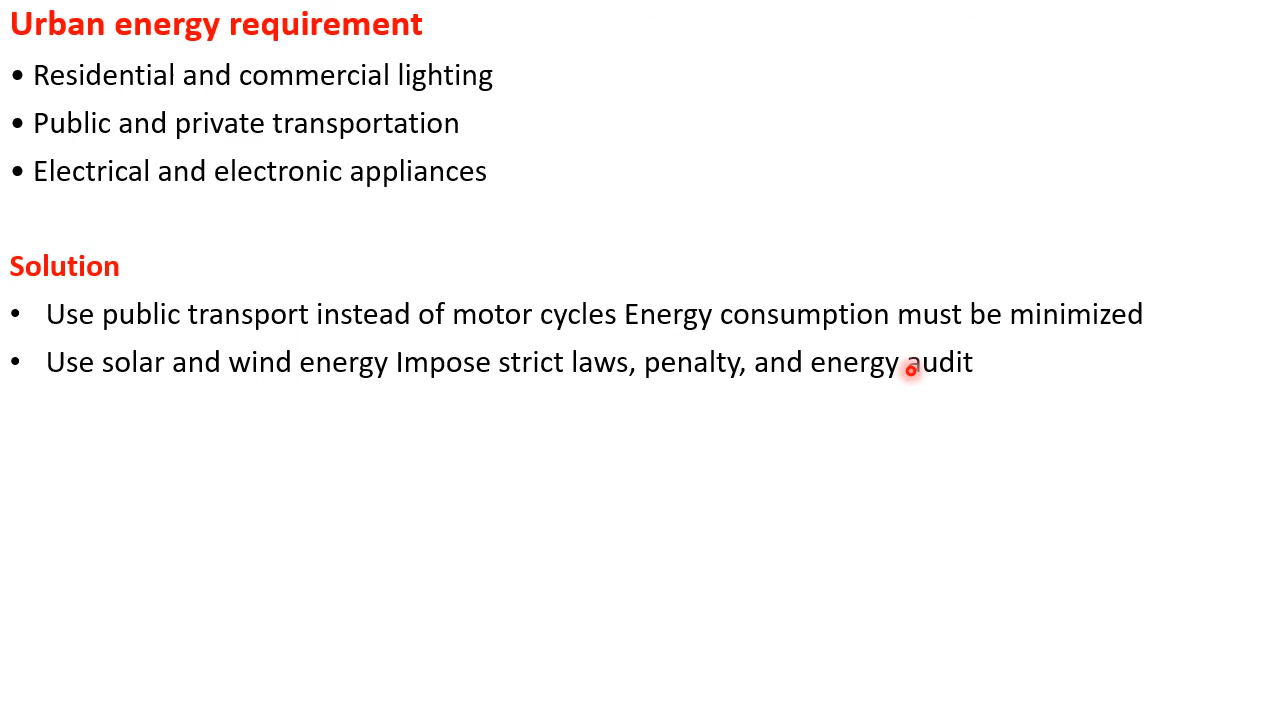 Urban energy requirement
• Residential and commercial lighting
• Public and private transportation
• Electrical and electronic appliances
Solution
• Use public transport instead of motor cycles Energy consumption must be minimized
• Use solar and wind energy Impose strict laws, penalty, and energy audit